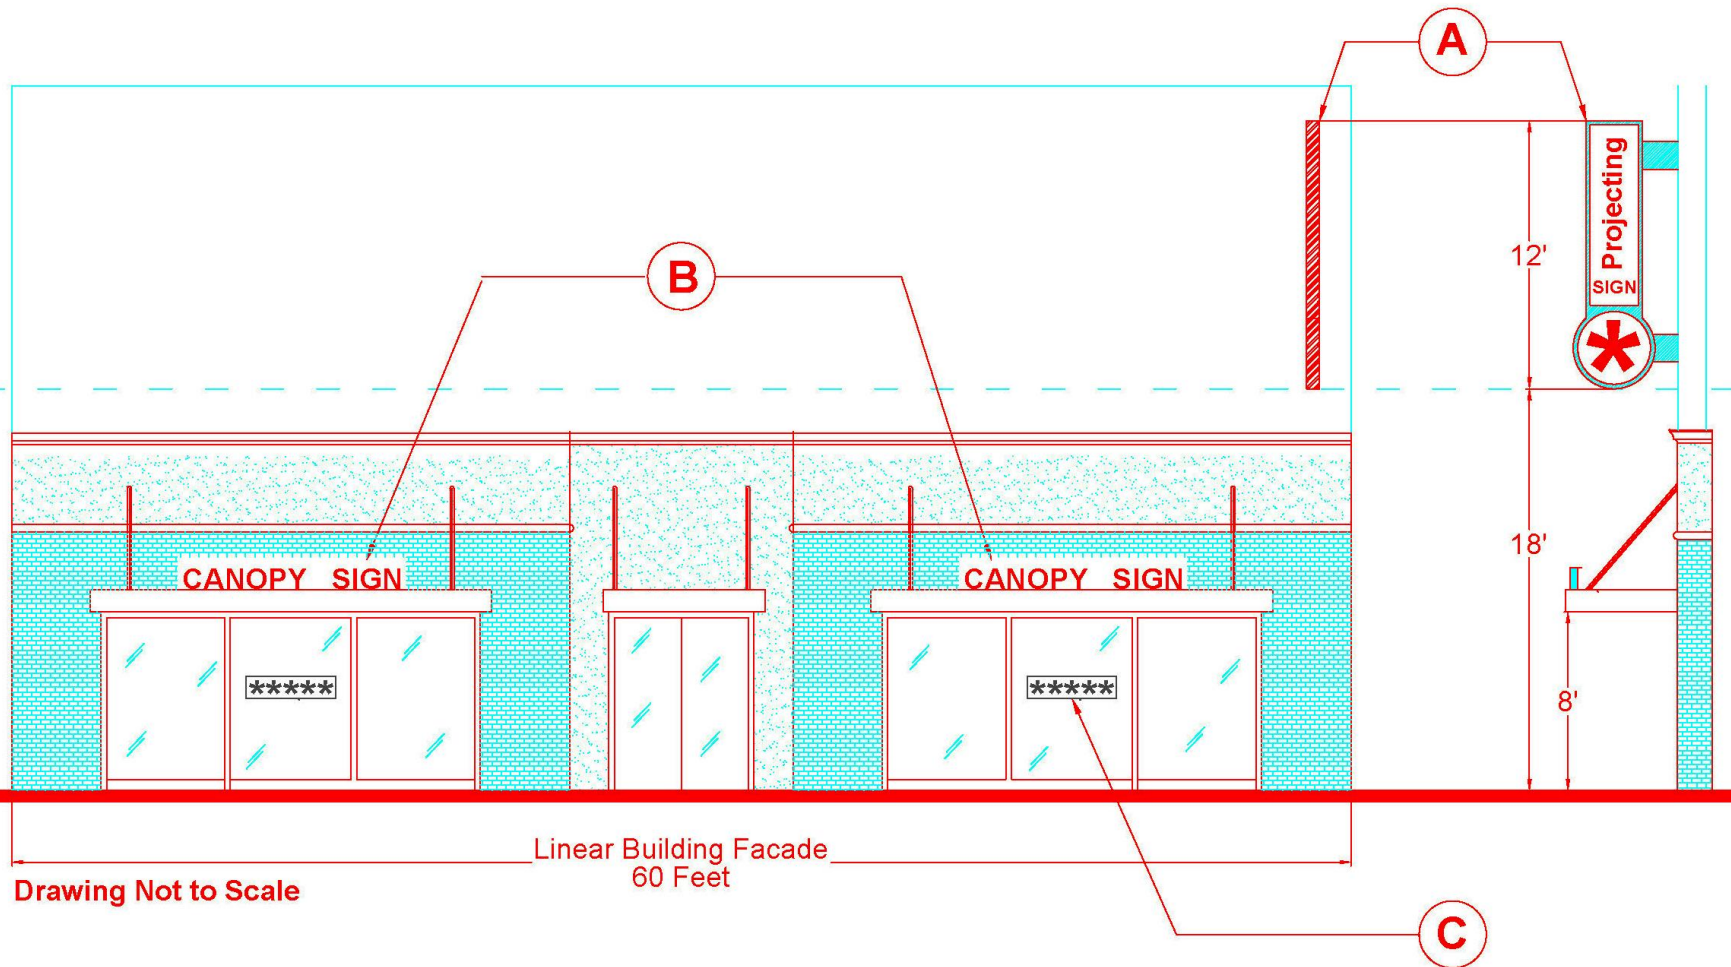 A
Projecting
SIGN
*
12'
B
18'
CANOPY SIGN
CANOPY SIGN
*****
*****
8'
Linear Building Facade
60 Feet
Drawing Not to Scale
C